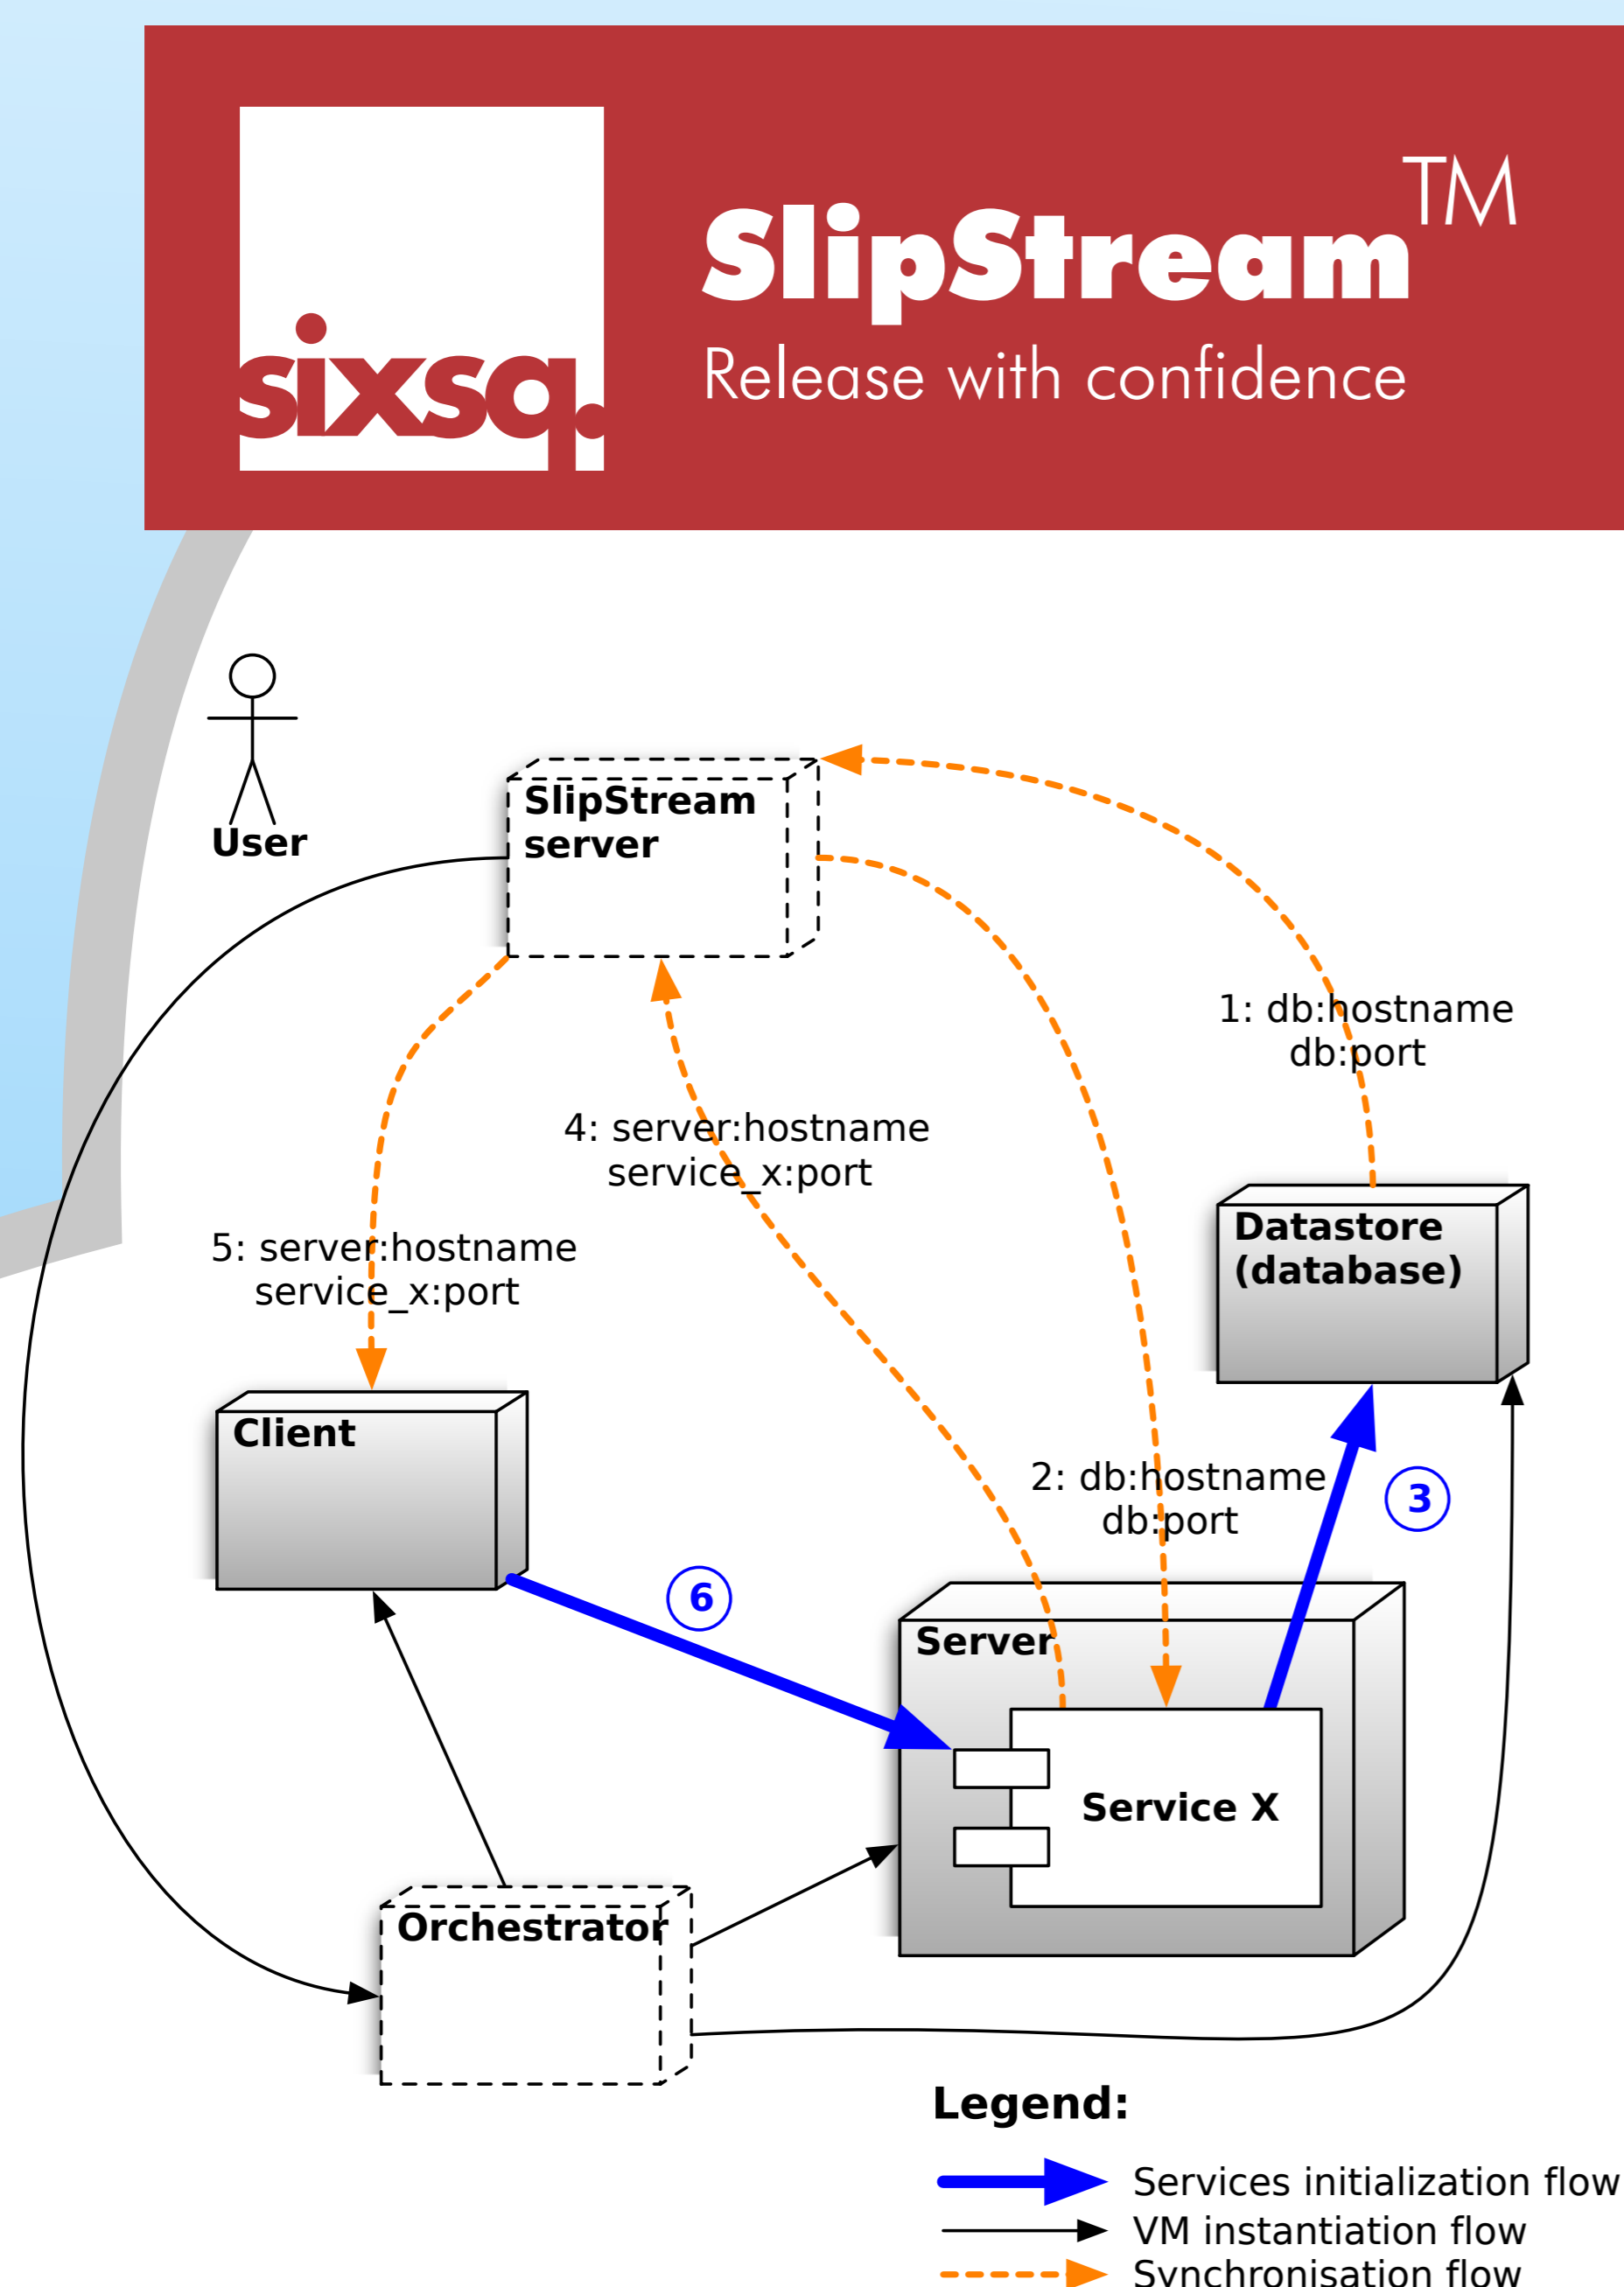 sixsq.
SlipStream™
Release with confidence
User
SlipStream
server
1: db:hostname
db:port
4: server:hostname
service_x:port
5: server:hostname
service_x:port
Datastore
(database)
Client
2: db:hostname
db:port
3
6
Server
Service X
Orchestrator
Legend:
Services initialization flow
VM instantiation flow
Synchronisation flow